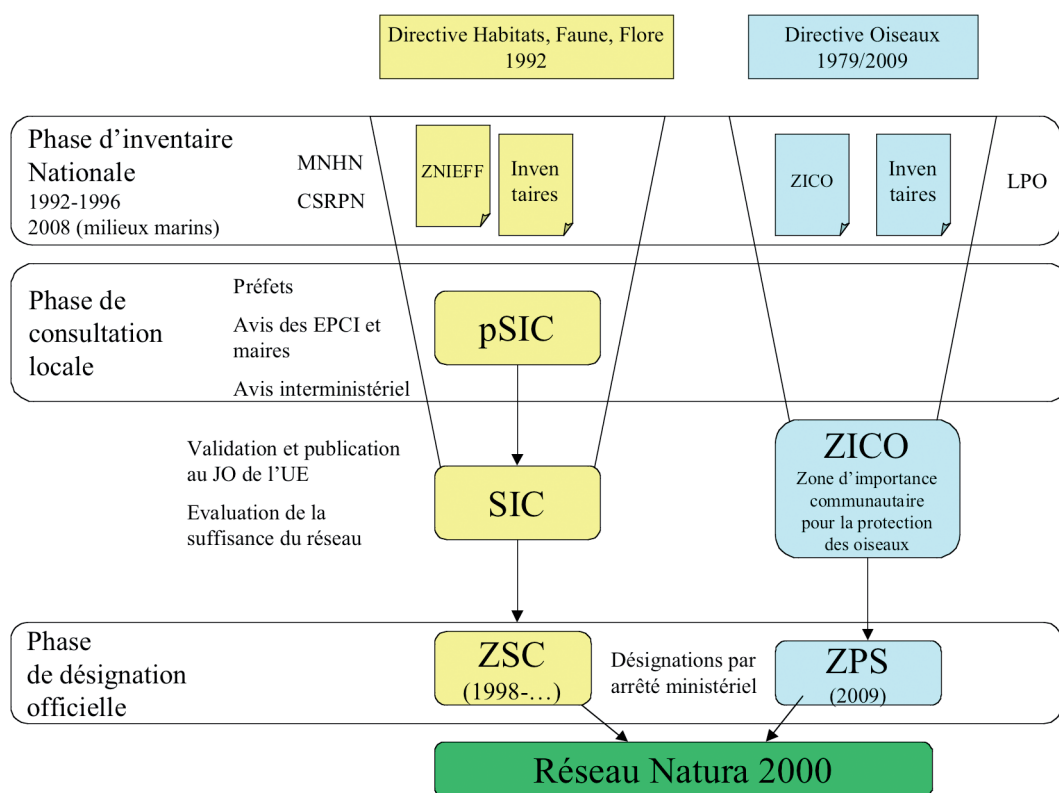 Directive Habitats, Faune, Flore
1992
Directive Oiseaux
1979/2009
Phase d’inventaire
Nationale
1992-1996
2008 (milieux marins)
MNHN
CSRPN
ZNIEFF
Inven
taires
ZICO
Inven
taires
LPO
Phase de
consultation
locale
Préfets
Avis des EPCI et
maires
Avis interministériel
pSIC
Validation et publication
au JO de l’UE
Evaluation de la
suffisance du réseau
SIC
ZICO
Zone d’importance
communautaire
pour la protection
des oiseaux
Phase
de désignation
officielle
ZSC
(1998-…)
Désignations par
arrêté ministériel
ZPS
(2009)
Réseau Natura 2000